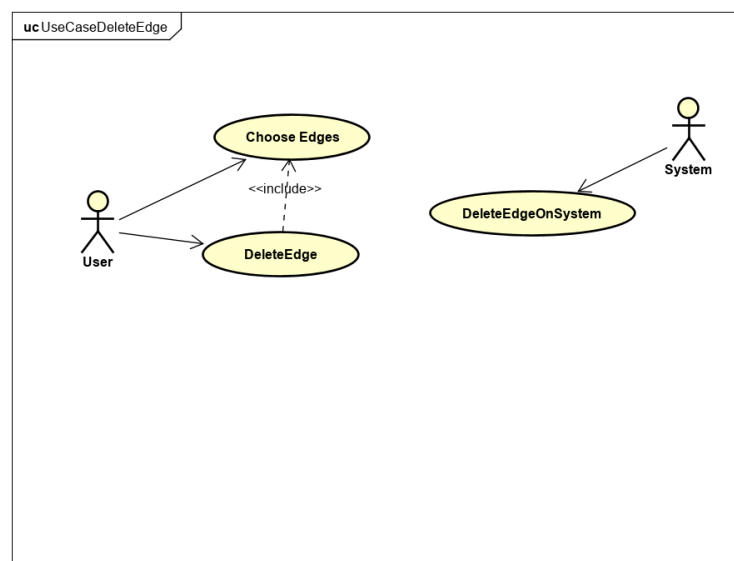 uc UseCaseDeleteEdge
Choose Edges
System
<<include>>
DeleteEdgeOnSystem
DeleteEdge
User